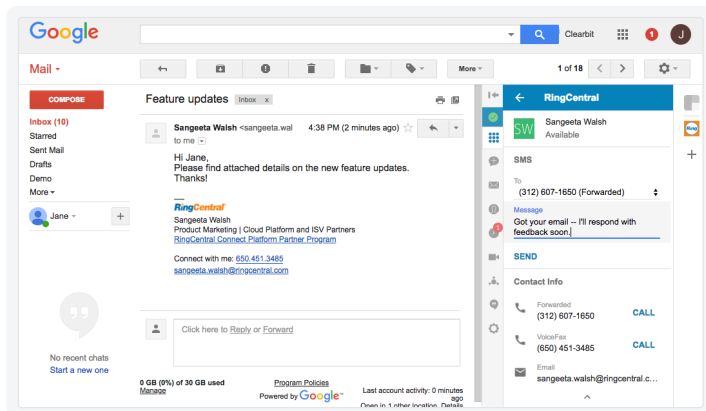 Google
Clearbit
1
J
Mail
More
1 of 18
COMPOSE
Inbox (10)
Starred
Sent Mail
Drafts
Demo
More
Jane
No recent chats
Start a new one
Feature updates Inbox x
Sangeeta Walsh <sangeeta.wal 4:38 PM (2 minutes ago)
to me
Hi Jane,
Please find attached details on the new feature updates.
Thanks!
RingCentral
Sangeeta Walsh
Product Marketing | Cloud Platform and ISV Partners
RingCentral Connect Platform Partner Program
Connect with me: 650.451.3485
sangeeta.walsh@ringcentral.com
Click here to Reply or Forward
0 GB (0%) of 30 GB used
Manage
Program Policies
Powered by Google™
Last account activity: 0 minutes
ago
Open in 1 other location Details
RingCentral
SW
Sangeeta Walsh
Available
SMS
To
(312) 607-1650 (Forwarded)
Message
Got your email -- I'll respond with
feedback soon.
SEND
Contact Info
Forwarded
(312) 607-1650
CALL
VoiceFax
(650) 451-3485
CALL
Email
sangeeta.walsh@ringcentral.c...
Ring